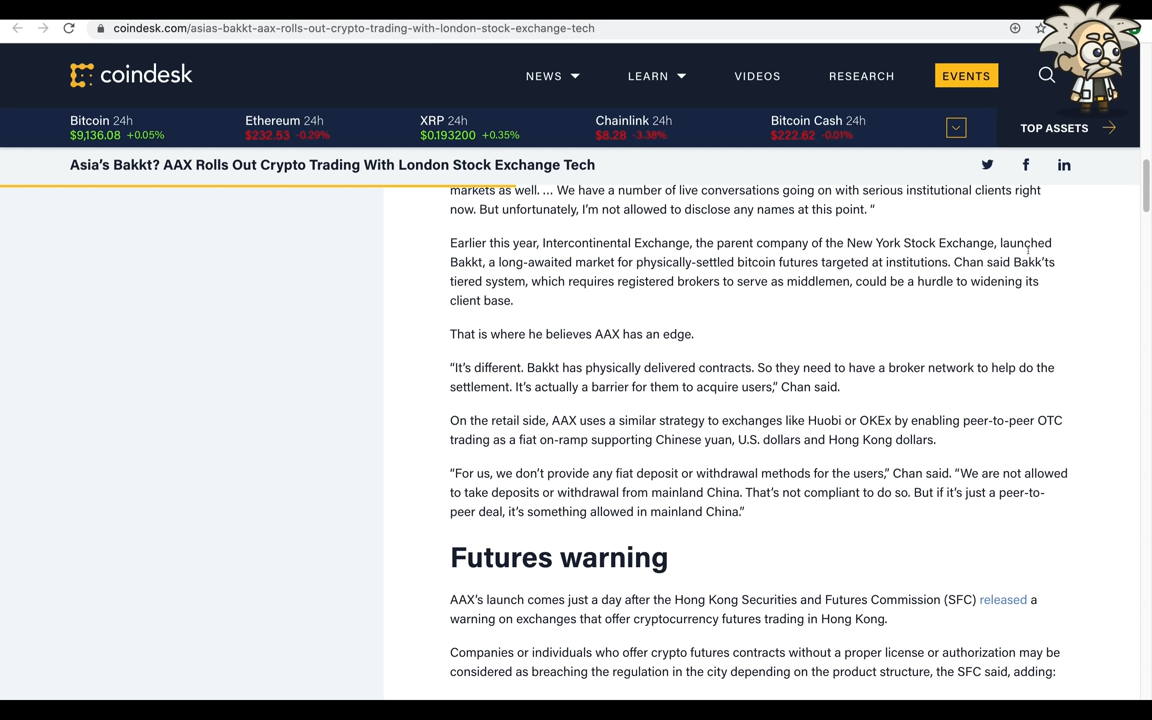 coindesk.com/asias-bakkt-aax-rolls-out-crypto-trading-with-london-stock-exchange-tech
coindesk NEWS LEARN VIDEOS RESEARCH EVENTS
Bitcoin 24h Ethereum 24h XRP 24h Chainlink 24h Bitcoin Cash 24h
$9,136.08 +0.05% $232.53 -0.29% $0.193200 +0.35% $8.28 -3.38% $222.62 -0.01%
TOP ASSETS
Asia's Bakkt? AAX Rolls Out Crypto Trading With London Stock Exchange Tech
markets as well. ... We have a number of live conversations going on with serious institutional clients right
now. But unfortunately, I'm not allowed to disclose any names at this point. “
Earlier this year, Intercontinental Exchange, the parent company of the New York Stock Exchange, launched
Bakkt, a long-awaited market for physically-settled bitcoin futures targeted at institutions. Chan said Bakk'ts
tiered system, which requires registered brokers to serve as middlemen, could be a hurdle to widening its
client base.
That is where he believes AAX has an edge.
“It's different. Bakkt has physically delivered contracts. So they need to have a broker network to help do the
settlement. It's actually a barrier for them to acquire users,” Chan said.
On the retail side, AAX uses a similar strategy to exchanges like Huobi or OKEx by enabling peer-to-peer OTC
trading as a fiat on-ramp supporting Chinese yuan, U.S. dollars and Hong Kong dollars.
“For us, we don't provide any fiat deposit or withdrawal methods for the users,” Chan said. “We are not allowed
to take deposits or withdrawal from mainland China. That's not compliant to do so. But if it's just a peer-to-
peer deal, it's something allowed in mainland China.”
Futures warning
AAX's launch comes just a day after the Hong Kong Securities and Futures Commission (SFC) released a
warning on exchanges that offer cryptocurrency futures trading in Hong Kong.
Companies or individuals who offer crypto futures contracts without a proper license or authorization may be
considered as breaching the regulation in the city depending on the product structure, the SFC said, adding: